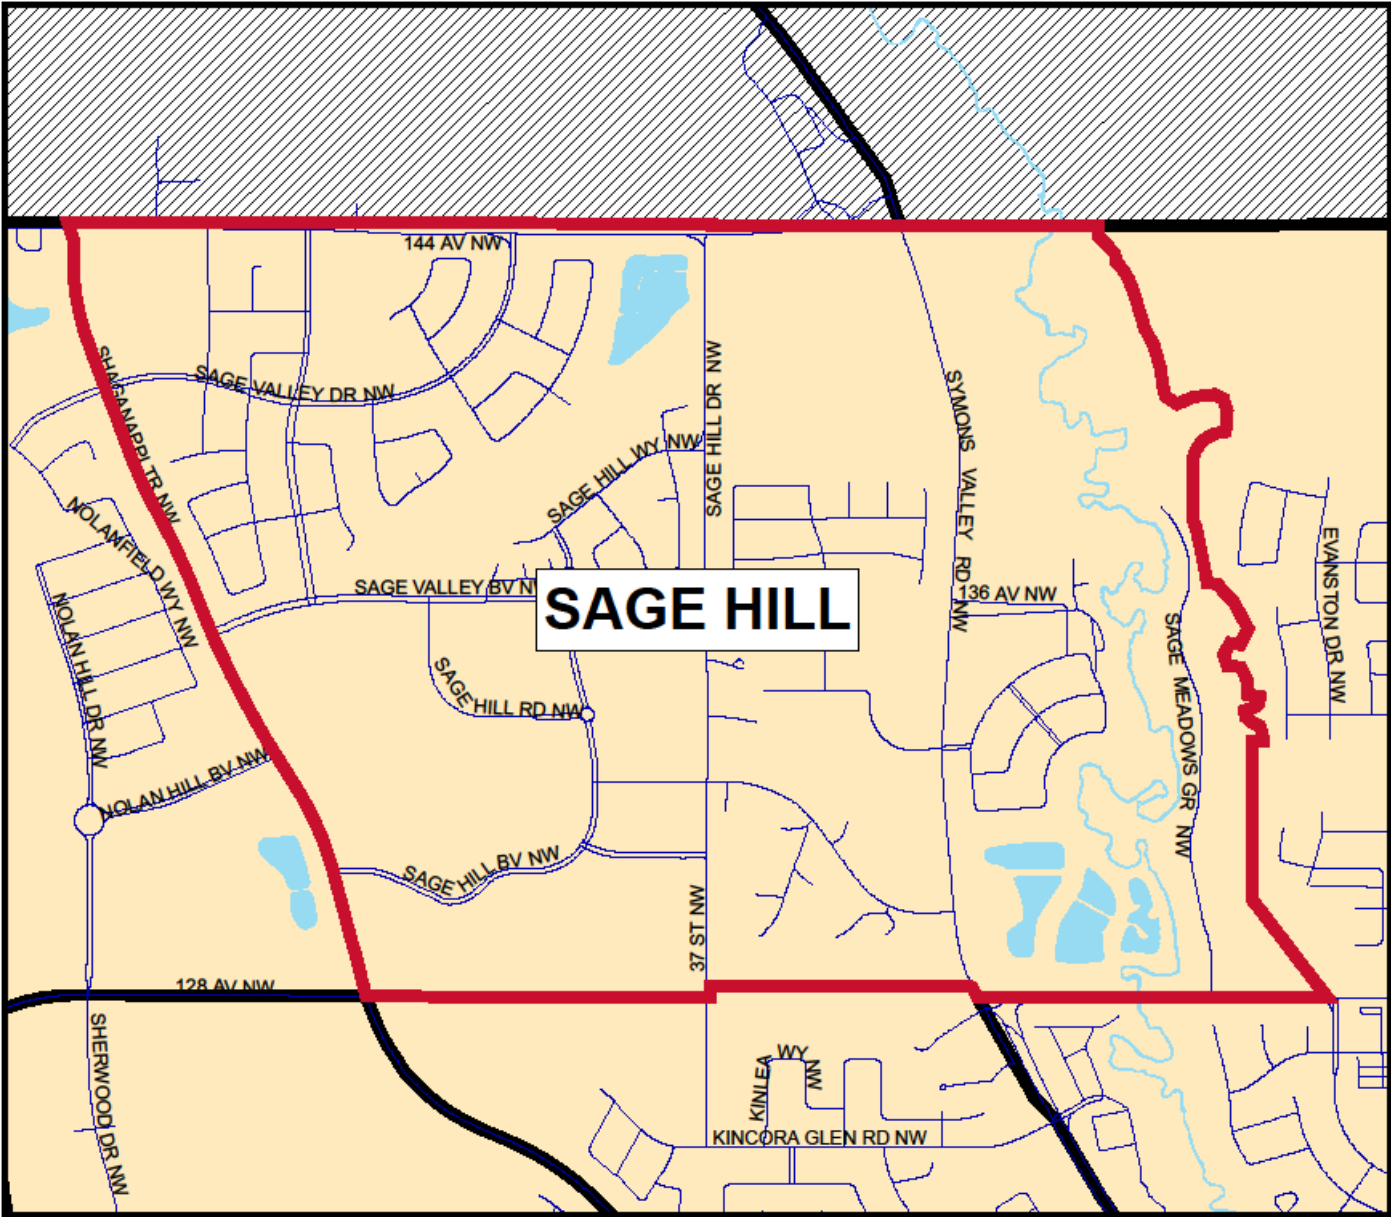 144 AV NW
SHAGANAPPI TR NW
SAGE VALLEY DR NW
SAGE HILL DR NW
SYMONS VALLEY RD NW
SAGE HILL WY NW
NOLANFIELD WY NW
EVANSTON DR NW
SAGE VALLEY BV NW
SAGE HILL
136 AV NW
NOLAN HILL DR NW
SAGE MEADOWS GR NW
SAGE HILL RD NW
NOLAN HILL BV NW
SAGE HILL BV NW
37 ST NW
128 AV NW
SHERWOOD DR NW
KINLEA WY NW
KINCORA GLEN RD NW